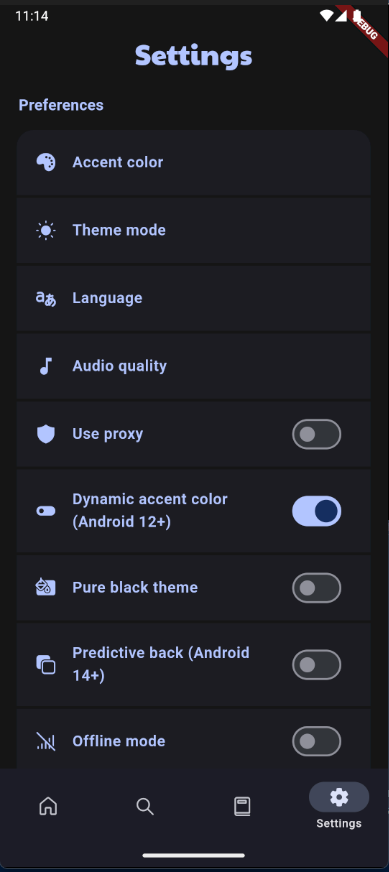 11:14
DEBUG
Settings
Preferences
Accent color
Theme mode
Language
Audio quality
Use proxy
Dynamic accent color
(Android 12+)
Pure black theme
Predictive back (Android
14+)
Offline mode
Settings